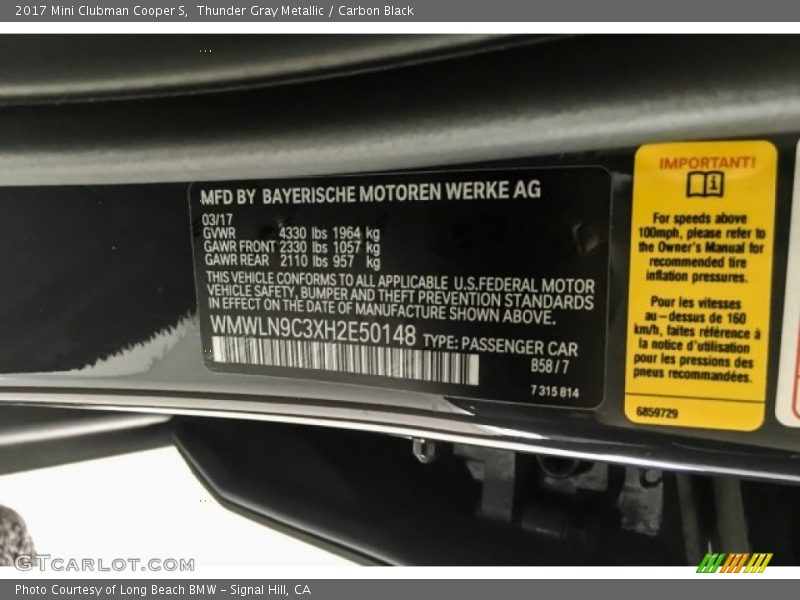 2017 Mini Clubman Cooper S,  Thunder Gray Metallic / Carbon Black
MFD BY BAYERISCHE MOTOREN WERKE AG
03/17
GVWR 4330 lbs 1964 kg
GAWR FRONT 2330 lbs 1057 kg
GAWR REAR 2110 lbs 957 kg
THIS VEHICLE CONFORMS TO ALL APPLICABLE U.S.FEDERAL MOTOR
VEHICLE SAFETY, BUMPER AND THEFT PREVENTION STANDARDS
IN EFFECT ON THE DATE OF MANUFACTURE SHOWN ABOVE.
WMWLN9C3XH2E50148 TYPE: PASSENGER CAR
B58 / 7
7 315 814
IMPORTANT!
i
For speeds above
100mph, please refer to
the Owner's Manual for
recommended tire
inflation pressures.
Pour les vitesses
au-dessus de 160
km/h, faites référence à
la notice d'utilisation
pour les pressions des
pneus recommandées.
6859729
GTCARLOT.COM
Photo Courtesy of Long Beach BMW - Signal Hill, CA